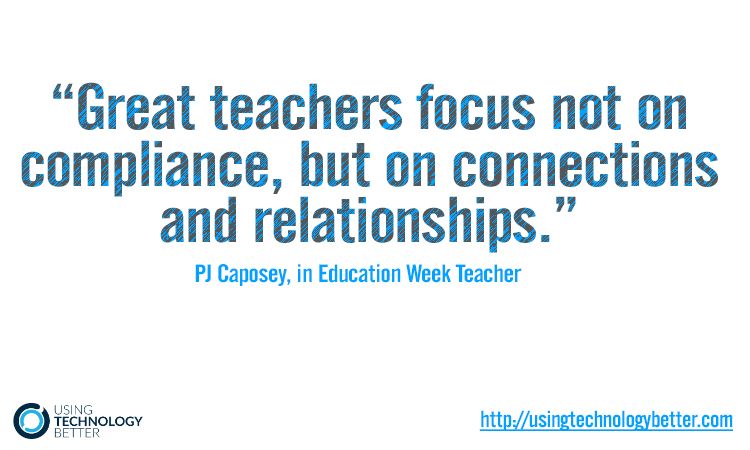 “Great teachers focus not on
compliance, but on connections
and relationships.”
PJ Caposey, in Education Week Teacher
USING
TECHNOLOGY
BETTER
http://usingtechnologybetter.com